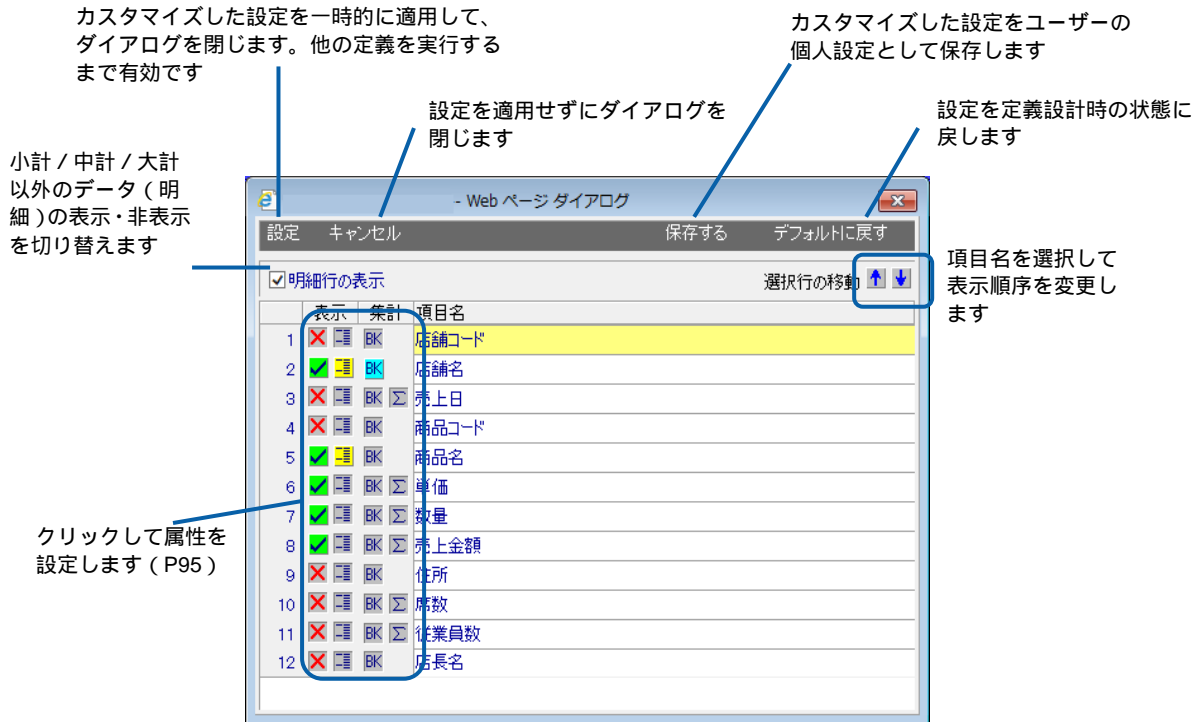 カスタマイズした設定を一時的に適用して、
ダイアログを閉じます。他の定義を実行する
まで有効です
カスタマイズした設定をユーザーの
個人設定として保存します
設定を適用せずにダイアログを
閉じます
設定を定義設計時の状態に
戻します
小計 / 中計 / 大計
以外のデータ ( 明
細 )の表示・非表示
を切り替えます
- Web ページ ダイアログ
設定 キャンセル 保存する デフォルトに戻す
明細行の表示 選択行の移動
項目名を選択して
表示順序を変更し
ます
表示 集計 項目名
1 BK 店舗コード
2 BK 店舗名
3 BK Σ 売上日
4 BK 商品コード
5 BK 商品名
6 BK Σ 単価
7 BK Σ 数量
8 BK Σ 売上金額
9 BK 住所
10 BK Σ 席数
11 BK Σ 従業員数
12 BK 店長名
クリックして属性を
設定します ( P95 )